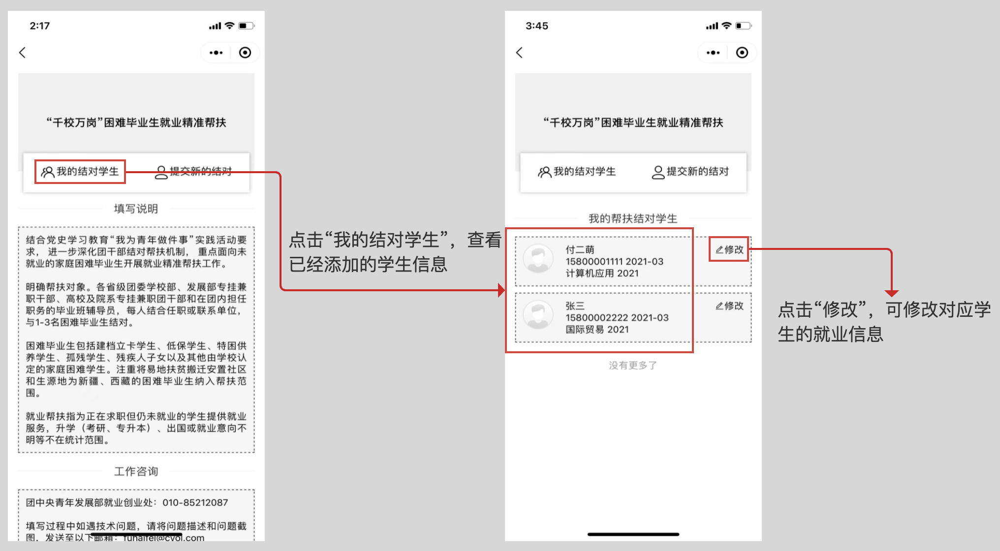 2:17
“千校万岗”困难毕业生就业精准帮扶
我的结对学生
提交新的结对
填写说明
结合党史学习教育“我为青年做件事”实践活动要
求，进一步深化团干部结对帮扶机制，重点面向未
就业的家庭困难毕业生开展就业精准帮扶工作。
明确帮扶对象。各省级团委学校部、发展部专挂兼
职干部、高校及院系专挂兼职团干部和在团内担任
职务的毕业班辅导员，每人结合任职或联系单位，
与1-3名困难毕业生结对。
困难毕业生包括建档立卡学生、低保学生、特困供
养学生、孤残学生、残疾人子女以及其他由学校认
定的家庭困难学生。注重将易地扶贫搬迁安置社区
和生源地为新疆、西藏的困难毕业生纳入帮扶范
围。
就业帮扶指为正在求职但仍未就业的学生提供就业
服务，升学（考研、专升本）、出国或就业意向不
明等不在统计范围。
工作咨询
团中央青年发展部就业创业处：010-85212087
填写过程中如遇技术问题，请将问题描述和问题截
图，发送至以下邮箱：
点击“我的结对学生”，查看
已经添加的学生信息
3:45
“千校万岗”困难毕业生就业精准帮扶
我的结对学生
提交新的结对
我的帮扶结对学生
付二萌
15800001111 2021-03
计算机应用 2021
修改
张三
15800002222 2021-03
国际贸易 2021
修改
没有更多了
点击“修改”，可修改对应学
生的就业信息